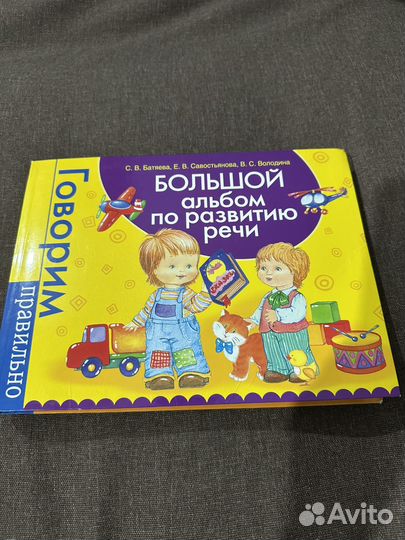 С. В. Батяева, Е. В. Савостьянова, В. С. Володина
БОЛЬШОЙ
альбом
по развитию
речи
Говорим
правильно
Avito